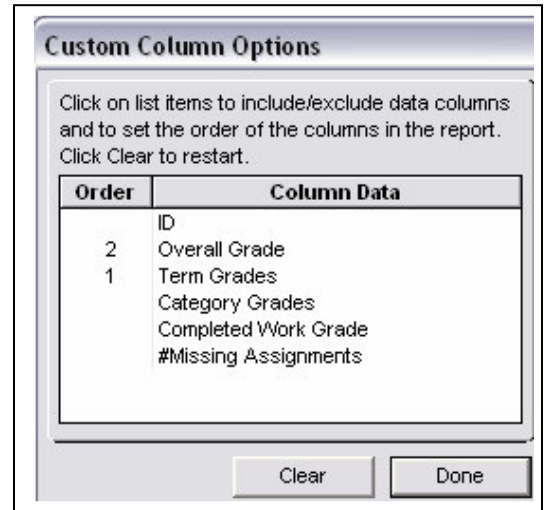 Custom Column Options
Click on list items to include/exclude data columns
and to set the order of the columns in the report.
Click Clear to restart.
Order Column Data
ID
2 Overall Grade
1 Term Grades
Category Grades
Completed Work Grade
#Missing Assignments
Clear Done